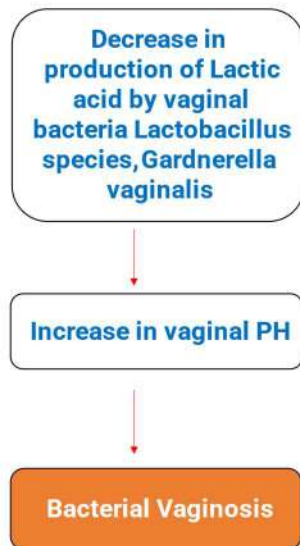 Decrease in
production of Lactic
acid by vaginal
bacteria Lactobacillus
species, Gardnerella
vaginalis
Increase in vaginal PH
Bacterial Vaginosis